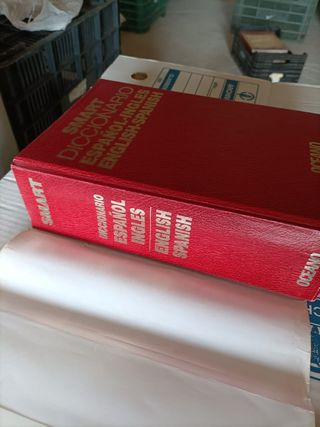 SMART
DICCIONARIO
ESPAÑOL-INGLES
ENGLISH-SPANISH
OCEANO
SMART
DICCIONARIO
ESPAÑOL
INGLES
ENGLISH
SPANISH
OCEANO